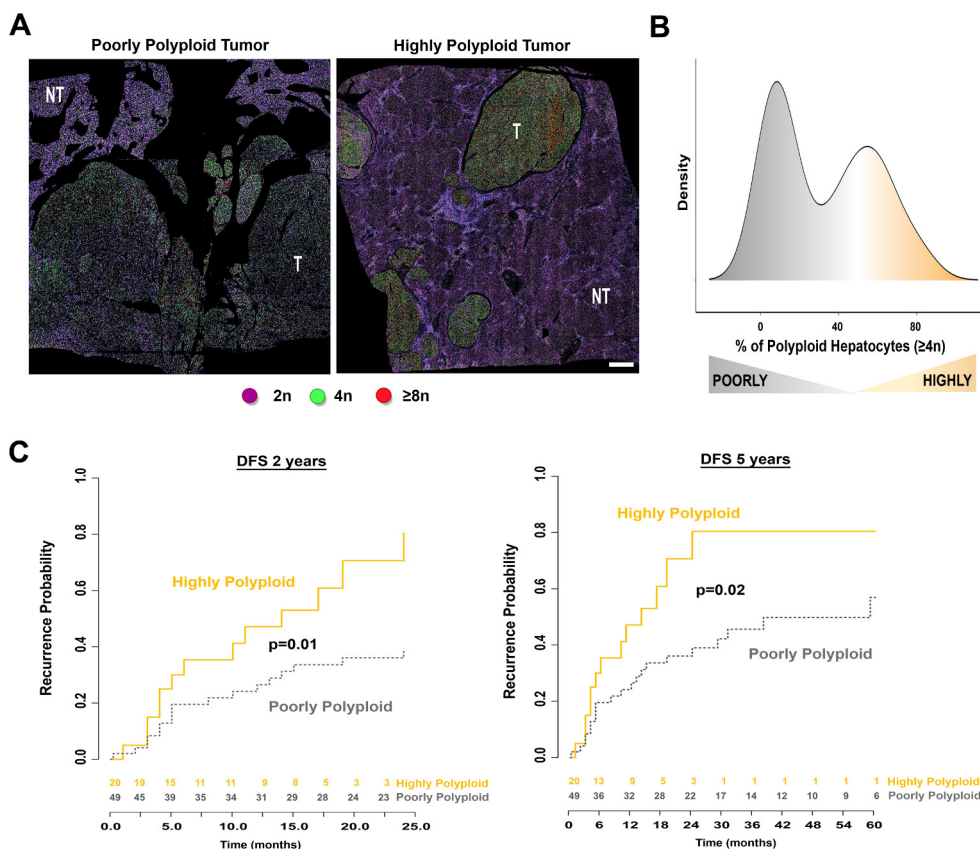 A
Poorly Polyploid Tumor
Highly Polyploid Tumor
NT
T
T
NT
2n 4n ≥8n
B
Density
0 40 80
% of Polyploid Hepatocytes (≥4n)
POORLY HIGHLY
C
DFS 2 years
Recurrence Probability
0.0 0.2 0.4 0.6 0.8 1.0
Highly Polyploid
p=0.01
Poorly Polyploid
20 19 15 11 11 9 8 5 3 3 Highly Polyploid
49 45 39 35 34 31 29 28 24 23 Poorly Polyploid
0.0 5.0 10.0 15.0 20.0 25.0
Time (months)
DFS 5 years
Recurrence Probability
0.0 0.2 0.4 0.6 0.8 1.0
Highly Polyploid
p=0.02
Poorly Polyploid
20 13 9 5 3 1 1 1 1 1 1 Highly Polyploid
49 36 32 28 22 17 14 12 10 9 6 Poorly Polyploid
0 6 12 18 24 30 36 42 48 54 60
Time (months)